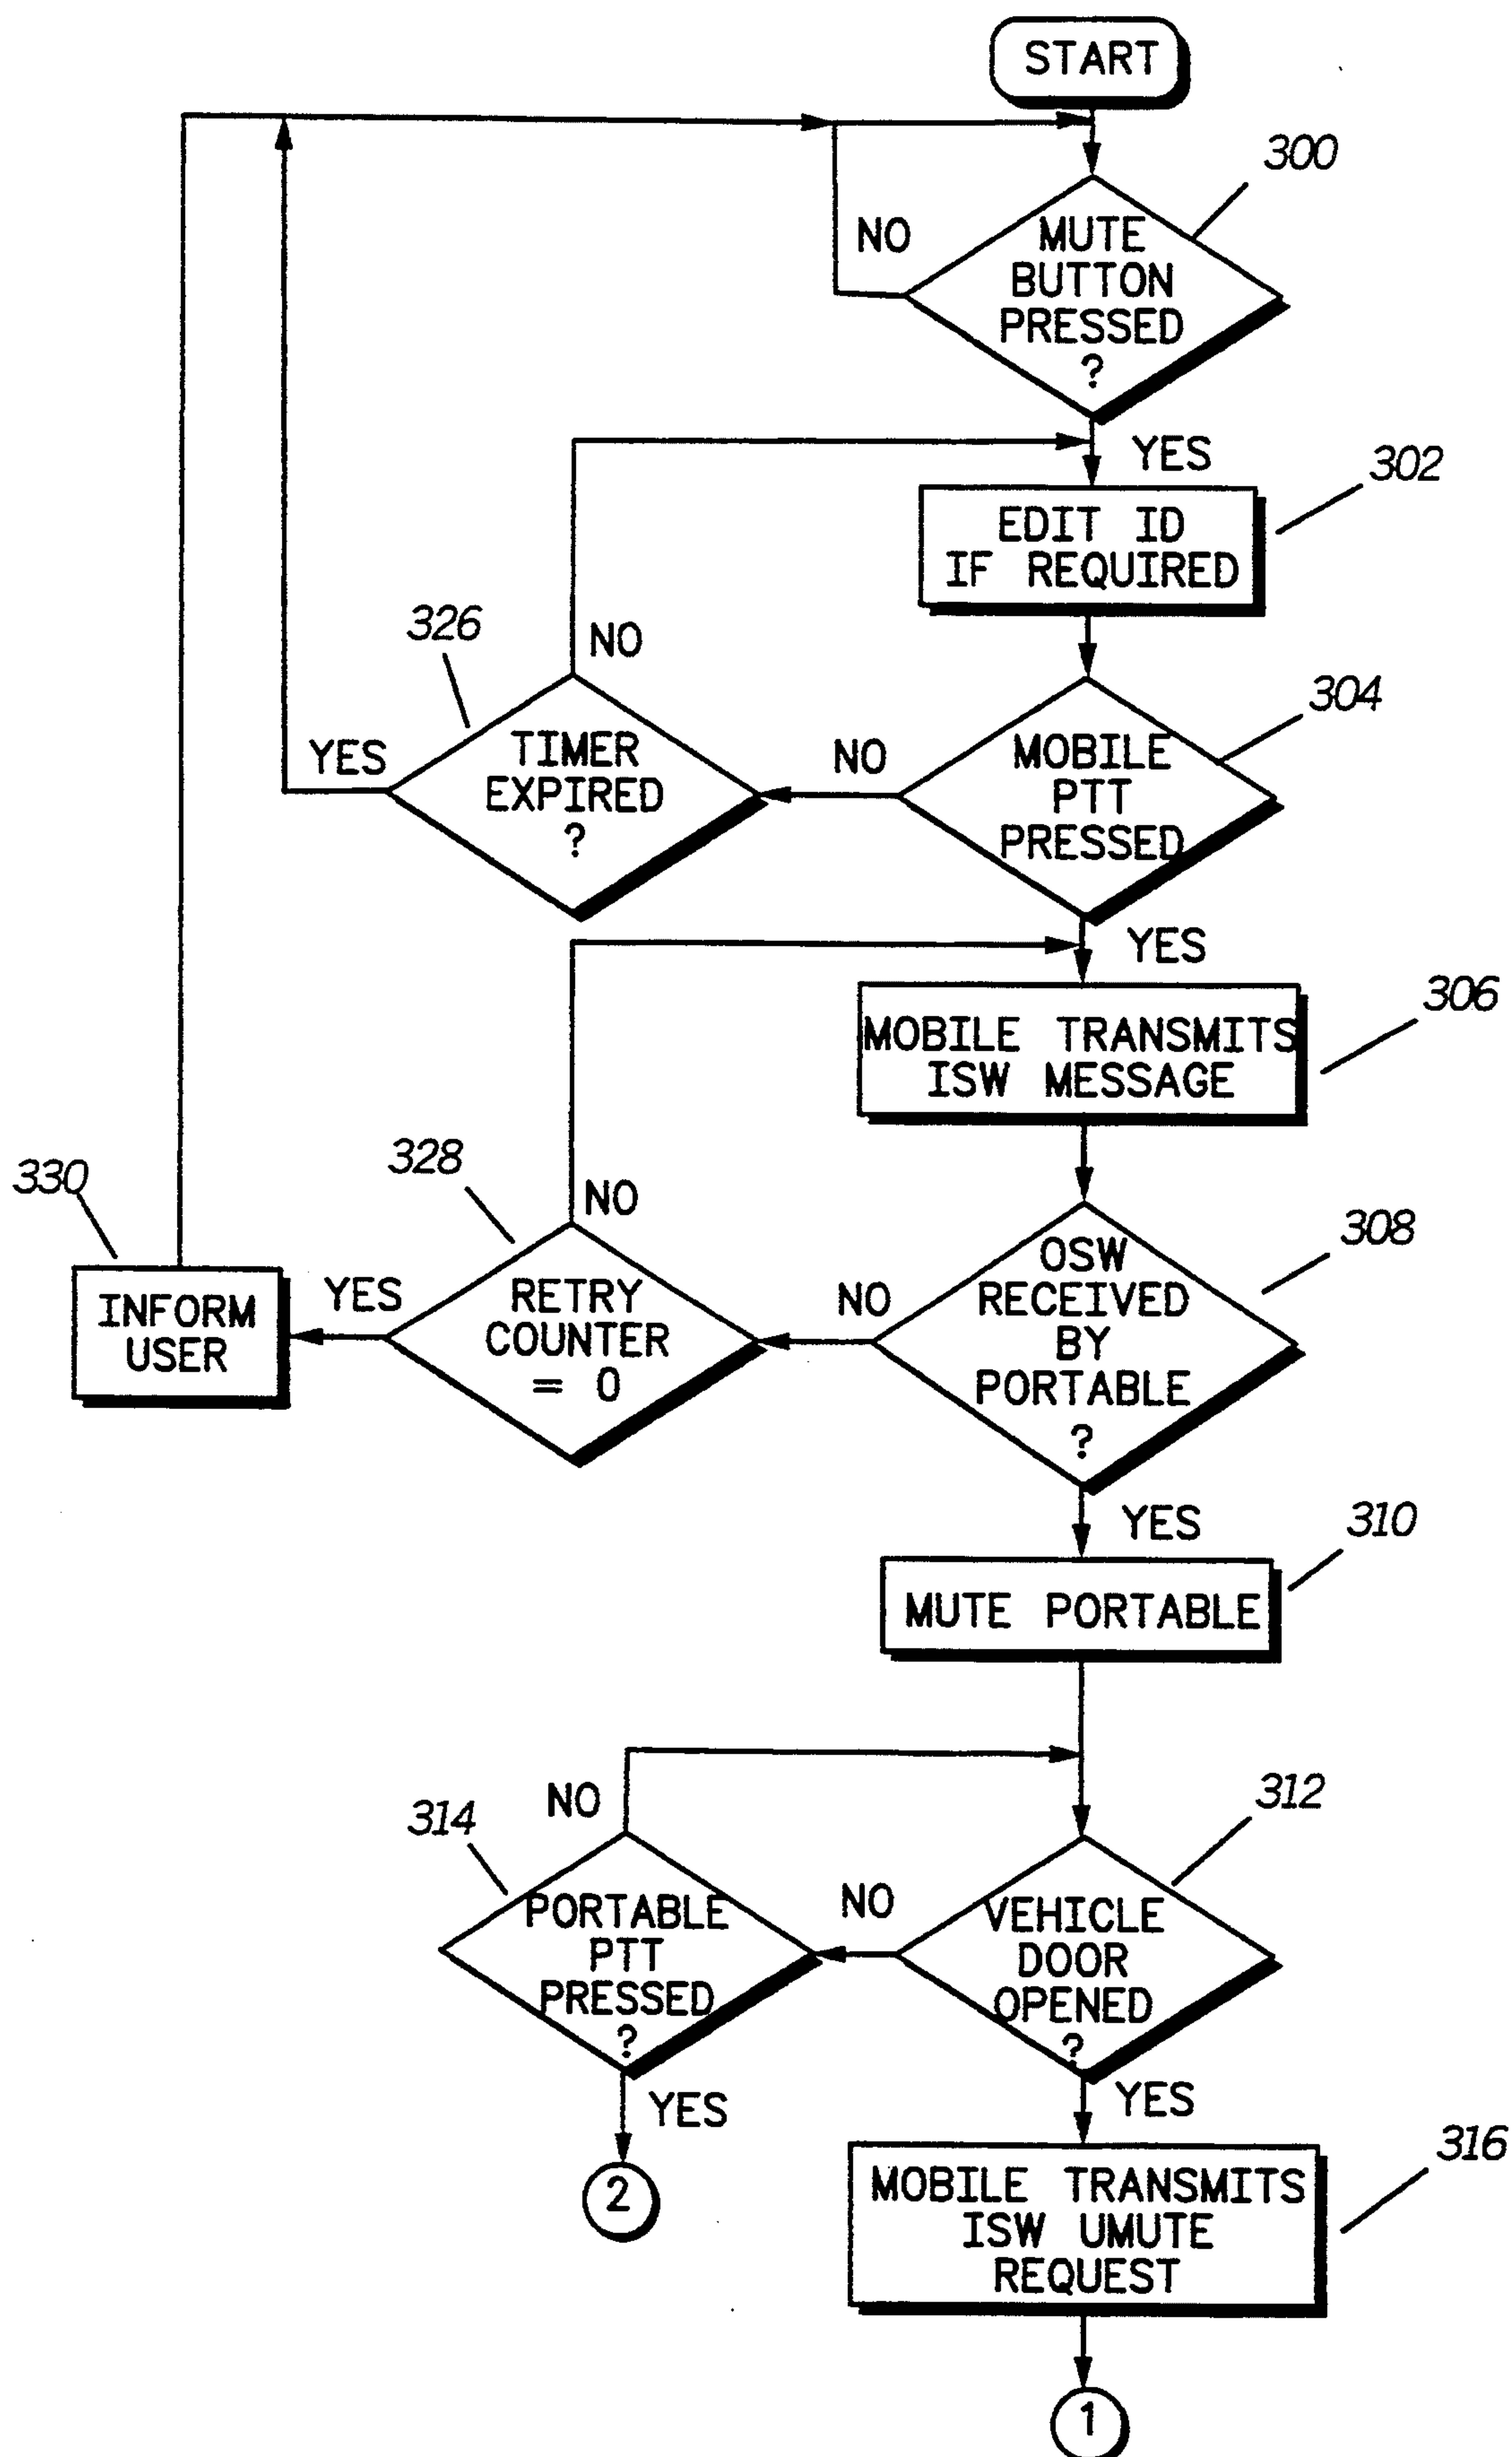 START
300
NO
MUTE
BUTTON
PRESSED
?
YES
302
EDIT ID
IF REQUIRED
326
NO
304
YES
TIMER
EXPIRED
?
NO
MOBILE
PTT
PRESSED
YES
306
MOBILE TRANSMITS
ISW MESSAGE
328
330
NO
308
INFORM
USER
YES
RETRY
COUNTER
= 0
NO
OSW
RECEIVED
BY
PORTABLE
?
YES
310
MUTE PORTABLE
NO
312
314
PORTABLE
PTT
PRESSED
?
NO
VEHICLE
DOOR
OPENED
?
YES
YES
316
2
MOBILE TRANSMITS
ISW UMUTE
REQUEST
1